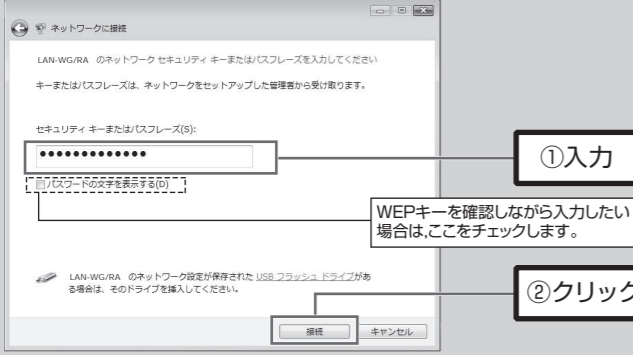 ネットワークに接続
LAN-WG/RA のネットワーク セキュリティ キーまたはパスフレーズを入力してください
キーまたはパスフレーズは、ネットワークをセットアップした管理者から受け取ります。
セキュリティ キーまたはパスフレーズ(S):
●●●●●●●●●●●●●
①入力
パスワードの文字を表示する(D)
WEPキーを確認しながら入力したい
場合は,ここをチェックします。
LAN-WG/RA のネットワーク設定が保存された USB フラッシュ ドライブがあ
る場合は、そのドライブを挿入してください。
②クリック
接続 キャンセル